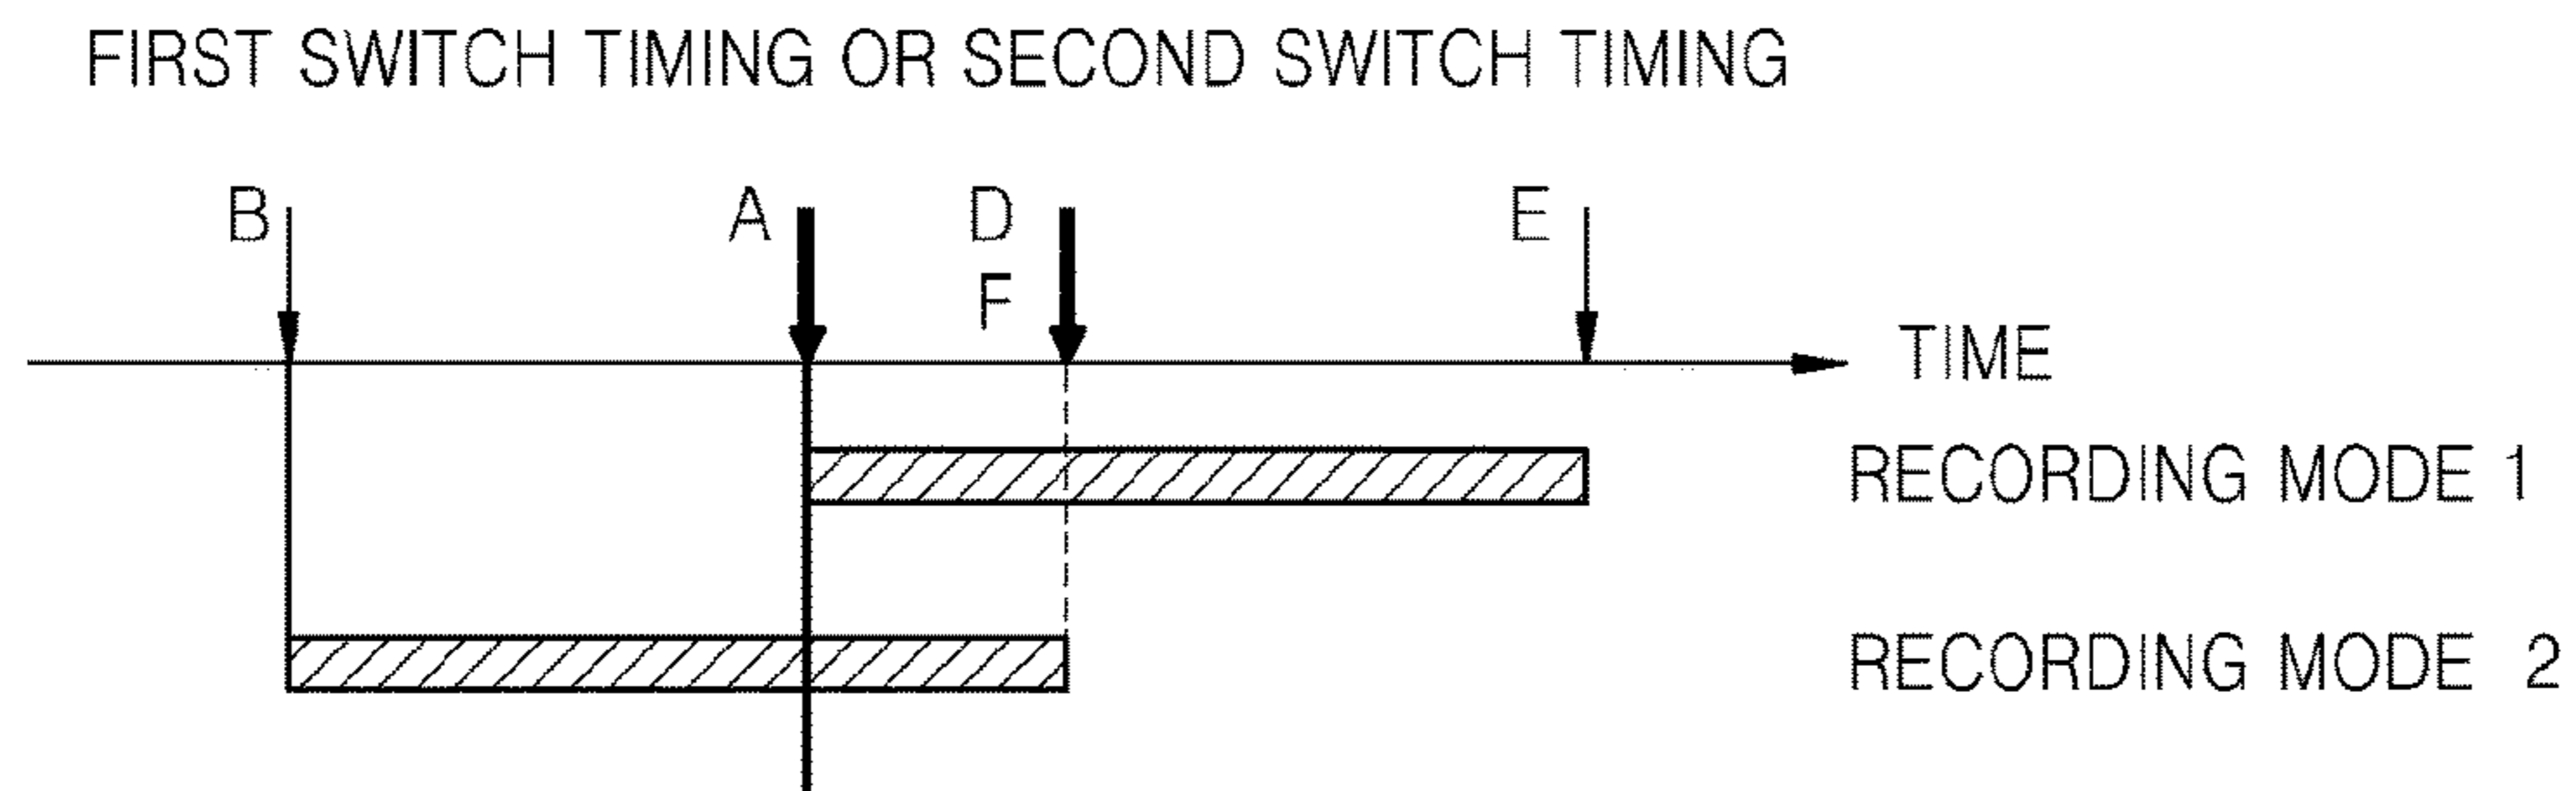 FIRST SWITCH TIMING OR SECOND SWITCH TIMING
B A D E
F
TIME
RECORDING MODE 1
RECORDING MODE 2